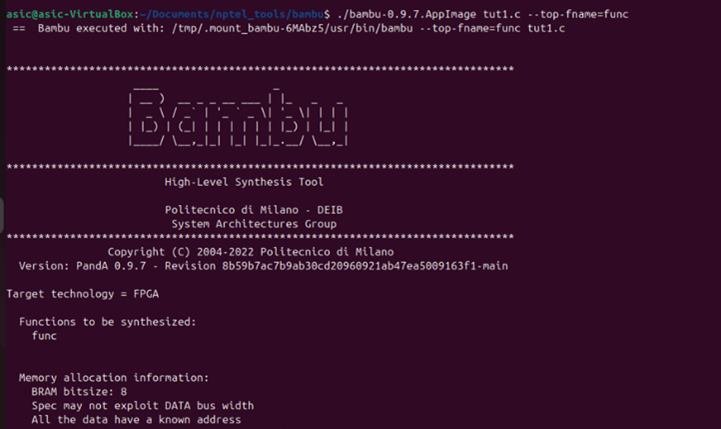 asic@asic-VirtualBox:~/Documents/nptel_tools/bambu$ ./bambu-0.9.7.AppImage tut1.c --top-fname=func
== Bambu executed with: /tmp/.mount_bambu-6MAbz5/usr/bin/bambu --top-fname=func tut1.c
********************************************************************************
Bambu
********************************************************************************
High-Level Synthesis Tool
Politecnico di Milano - DEIB
System Architectures Group
********************************************************************************
Copyright (C) 2004-2022 Politecnico di Milano
Version: PandA 0.9.7 - Revision 8b59b7ac7b9ab30cd20960921ab47ea5009163f1-main
Target technology = FPGA
Functions to be synthesized:
func
Memory allocation information:
BRAM bitsize: 8
Spec may not exploit DATA bus width
All the data have a known address